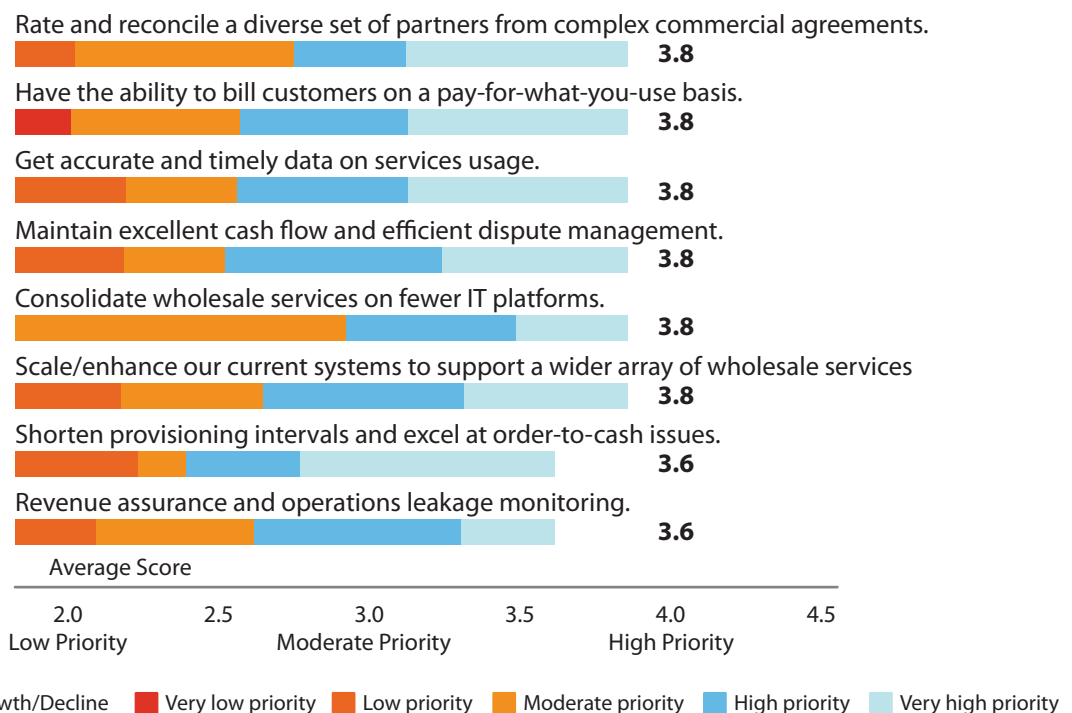 Rate and reconcile a diverse set of partners from complex commercial agreements.
3.8
Have the ability to bill customers on a pay-for-what-you-use basis.
3.8
Get accurate and timely data on services usage.
3.8
Maintain excellent cash flow and efficient dispute management.
3.8
Consolidate wholesale services on fewer IT platforms.
3.8
Scale/enhance our current systems to support a wider array of wholesale services
3.8
Shorten provisioning intervals and excel at order-to-cash issues.
3.6
Revenue assurance and operations leakage monitoring.
3.6
Average Score
2.0 2.5 3.0 3.5 4.0 4.5
Low Priority Moderate Priority High Priority
wth/Decline Very low priority Low priority Moderate priority High priority Very high priority